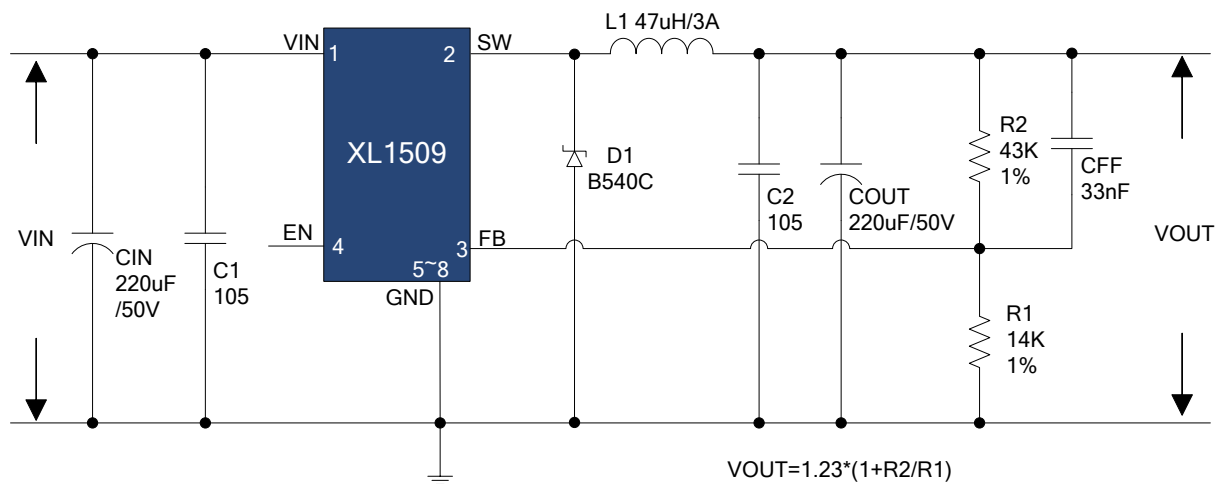 L1 47uH/3A
VIN
1
2
SW
XL1509
D1
B540C
R2
43K
1%
CFF
33nF
C2
105
COUT
220uF/50V
VIN
EN
4
3
FB
VOUT
CIN
220uF
/50V
C1
105
5~8
GND
R1
14K
1%
VOUT=1.23*(1+R2/R1)